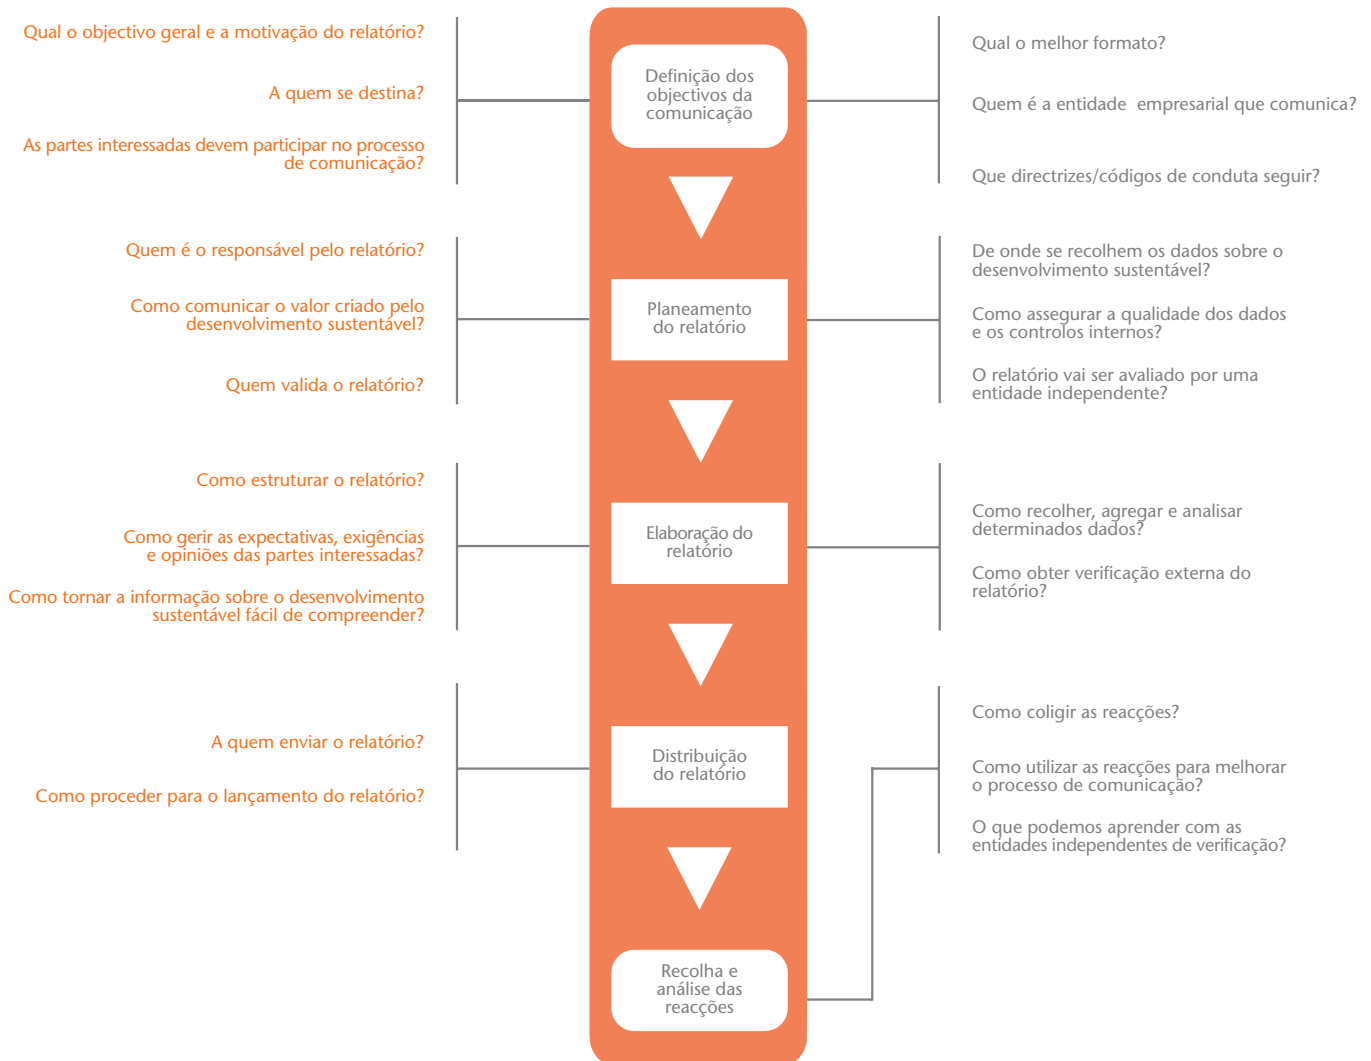 Qual o objectivo geral e a motivação do relatório?
A quem se destina?
As partes interessadas devem participar no processo
de comunicação?
Definição dos
objectivos da
comunicação
Qual o melhor formato?
Quem é a entidade empresarial que comunica?
Que directrizes/códigos de conduta seguir?
Quem é o responsável pelo relatório?
Como comunicar o valor criado pelo
desenvolvimento sustentável?
Quem valida o relatório?
Planeamento
do relatório
De onde se recolhem os dados sobre o
desenvolvimento sustentável?
Como assegurar a qualidade dos dados
e os controlos internos?
O relatório vai ser avaliado por uma
entidade independente?
Como estruturar o relatório?
Como gerir as expectativas, exigências
e opiniões das partes interessadas?
Como tornar a informação sobre o desenvolvimento
sustentável fácil de compreender?
Elaboração do
relatório
Como recolher, agregar e analisar
determinados dados?
Como obter verificação externa do
relatório?
A quem enviar o relatório?
Como proceder para o lançamento do relatório?
Distribuição
do relatório
Como coligir as reacções?
Como utilizar as reacções para melhorar
o processo de comunicação?
O que podemos aprender com as
entidades independentes de verificação?
Recolha e
análise das
reacções